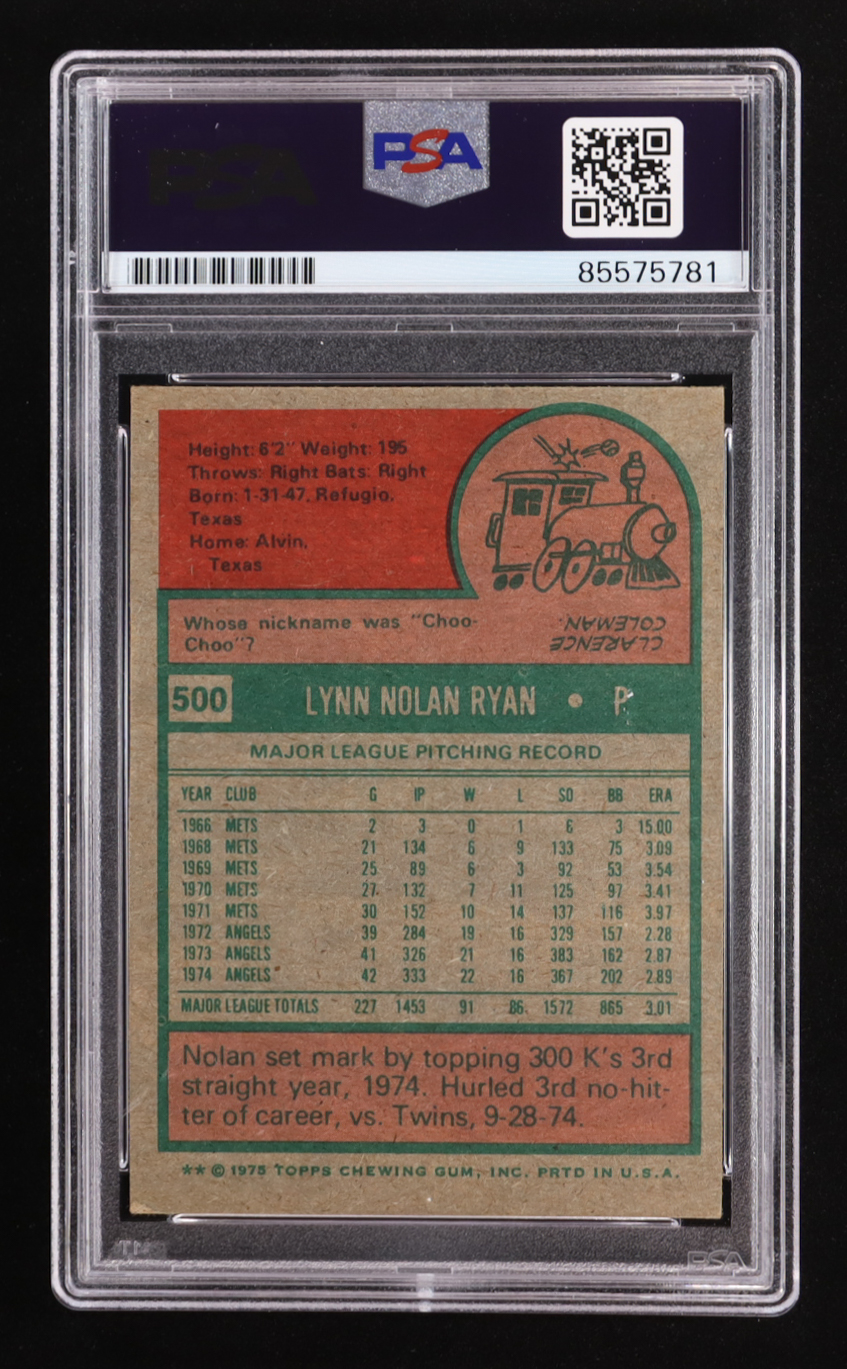 PSA
PSA
85575781
Height: 6'2" Weight: 195
Throws: Right Bats: Right
Born: 1-31-47, Refugio,
Texas
Home: Alvin,
Texas
Whose nickname was "Choo-
Choo"?
CLARENCE
COLEMAN.
500 LYNN NOLAN RYAN • P.
MAJOR LEAGUE PITCHING RECORD
YEAR CLUB G IP W L SO BB ERA
1966 METS 2 3 0 1 6 3 15.00
1968 METS 21 134 6 9 133 75 3.09
1969 METS 25 89 6 3 92 53 3.54
1970 METS 27 132 7 11 125 97 3.41
1971 METS 30 152 10 14 137 116 3.97
1972 ANGELS 39 284 19 16 329 157 2.28
1973 ANGELS 41 326 21 16 383 162 2.87
1974 ANGELS 42 333 22 16 367 202 2.89
MAJOR LEAGUE TOTALS 227 1453 91 86 1572 865 3.01
Nolan set mark by topping 300 K's 3rd
straight year, 1974. Hurled 3rd no-hit-
ter of career, vs. Twins, 9-28-74.
** © 1975 TOPPS CHEWING GUM, INC. PRTD IN U.S.A.
TM
PSA